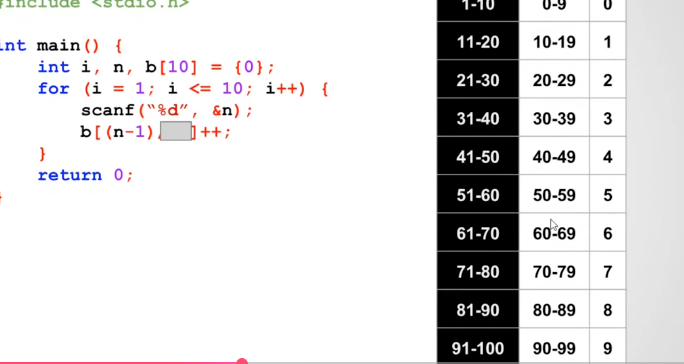 #include <stdio.h>
int main() {
int i, n, b[10] = {0};
for (i = 1; i <= 10; i++) {
scanf(“%d”, &n);
b[(n-1) ]++;
}
return 0;
}
1-10 0-9 0
11-20 10-19 1
21-30 20-29 2
31-40 30-39 3
41-50 40-49 4
51-60 50-59 5
61-70 60-69 6
71-80 70-79 7
81-90 80-89 8
91-100 90-99 9